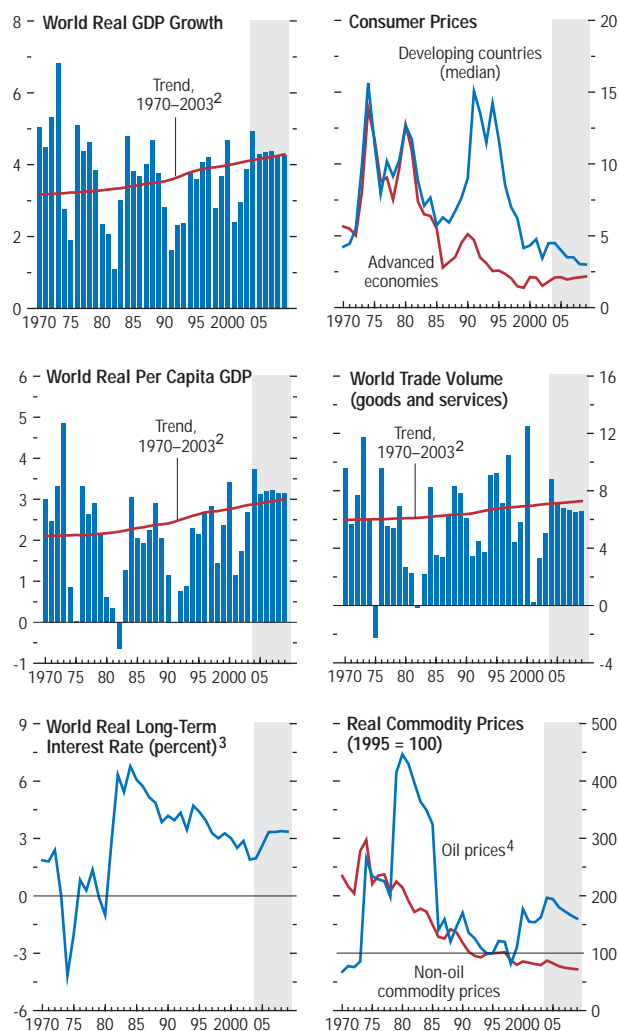 World Real GDP Growth
8
6
4
2
0
Trend,
1970–2003²
1970 75 80 85 90 95 2000 05
Consumer Prices
20
15
10
5
0
Developing countries
(median)
Advanced
economies
1970 75 80 85 90 95 2000 05
World Real Per Capita GDP
6
5
4
3
2
1
0
-1
Trend,
1970–2003²
1970 75 80 85 90 95 2000 05
World Trade Volume
(goods and services)
16
12
8
4
0
-4
Trend,
1970–2003²
1970 75 80 85 90 95 2000 05
World Real Long-Term
Interest Rate (percent)³
9
6
3
0
-3
-6
1970 75 80 85 90 95 2000 05
Real Commodity Prices
(1995 = 100)
500
400
300
200
100
0
Oil prices⁴
Non-oil
commodity prices
1970 75 80 85 90 95 2000 05